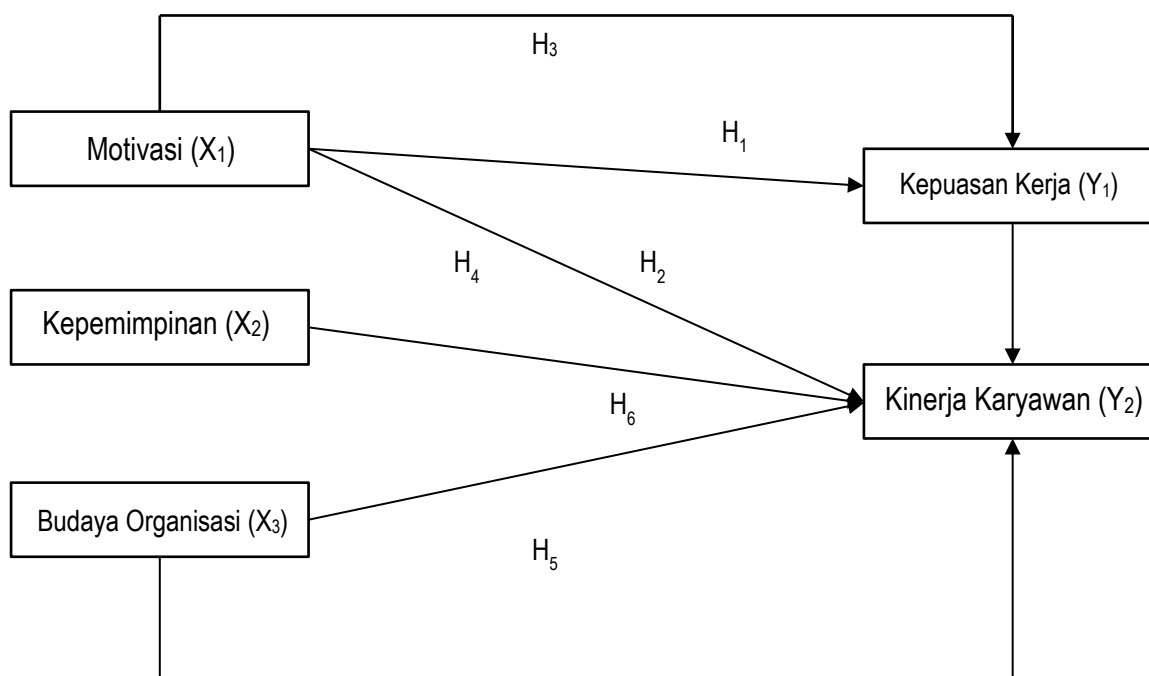 H₃
Motivasi (X₁)
H₁
Kepuasan Kerja (Y₁)
H₄
H₂
Kepemimpinan (X₂)
Kinerja Karyawan (Y₂)
H₆
Budaya Organisasi (X₃)
H₅